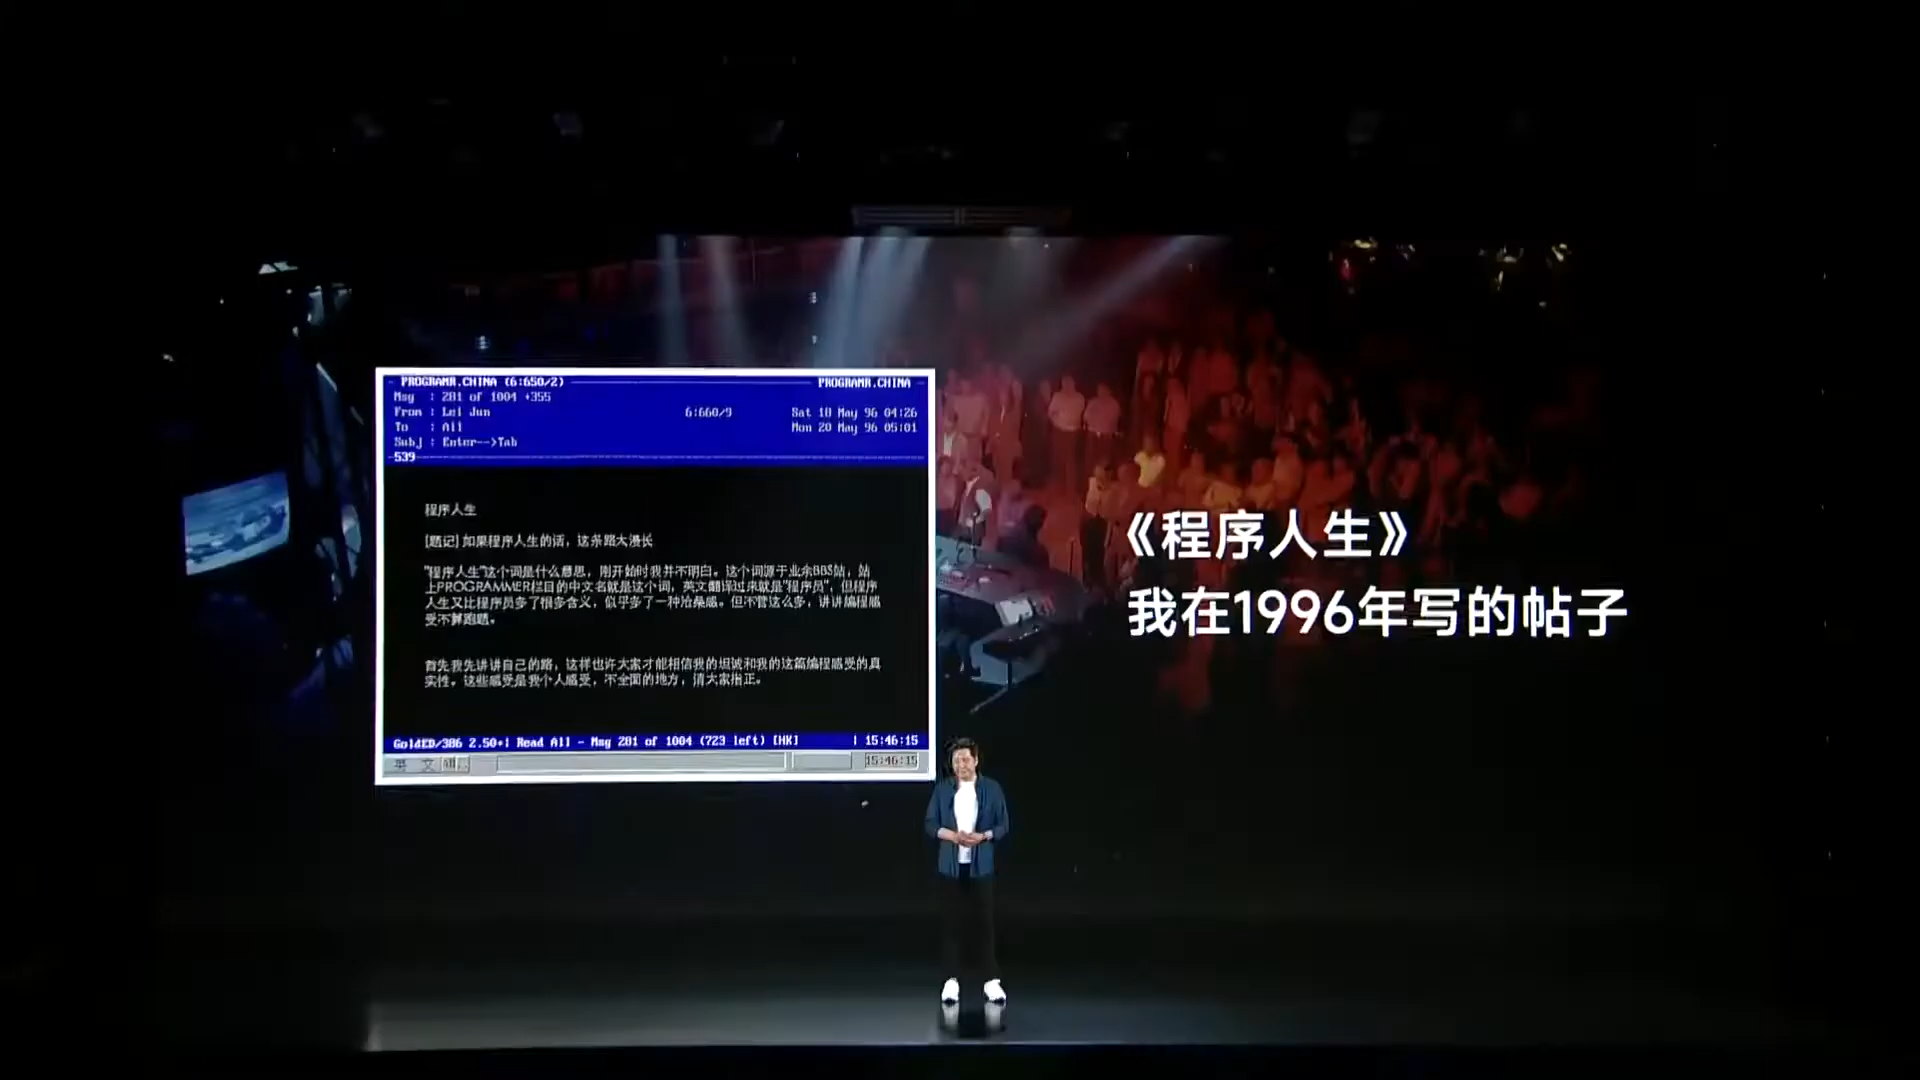 PROGRAMR.CHINA (6:650/2) PROGRAMR.CHINA
Msg : 281 of 1004 +355
From : Lei Jun 6:660/9 Sat 18 May 96 04:26
To : All Mon 20 May 96 05:01
Subj : Enter-->Tab
539
程序人生
[题记] 如果程序人生的话，这条路太漫长
"程序人生"这个词是什么意思，刚开始时我并不明白。这个词源于业余BBS站，站
上PROGRAMMER栏目的中文名就是这个词，英文翻译过来就是"程序员"，但程序
人生又比程序员多了很多含义，似乎多了一种沧桑感。但不管这么多，讲讲编程感
受不算跑题。
首先我先讲讲自己的路，这样也许大家才能相信我的坦诚和我的这篇编程感受的真
实性。这些感受是我个人感受，不全面的地方，请大家指正。
GoldED/386 2.50+| Read All - Msg 281 of 1004 (723 left) [HK] | 15:46:15
英 文 15:46:15
《程序人生》
我在1996年写的帖子